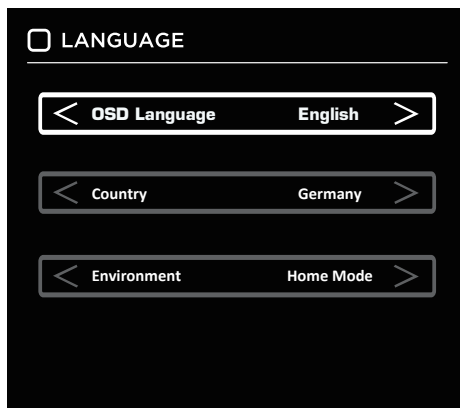 LANGUAGE
OSD Language English
Country Germany
Environment Home Mode